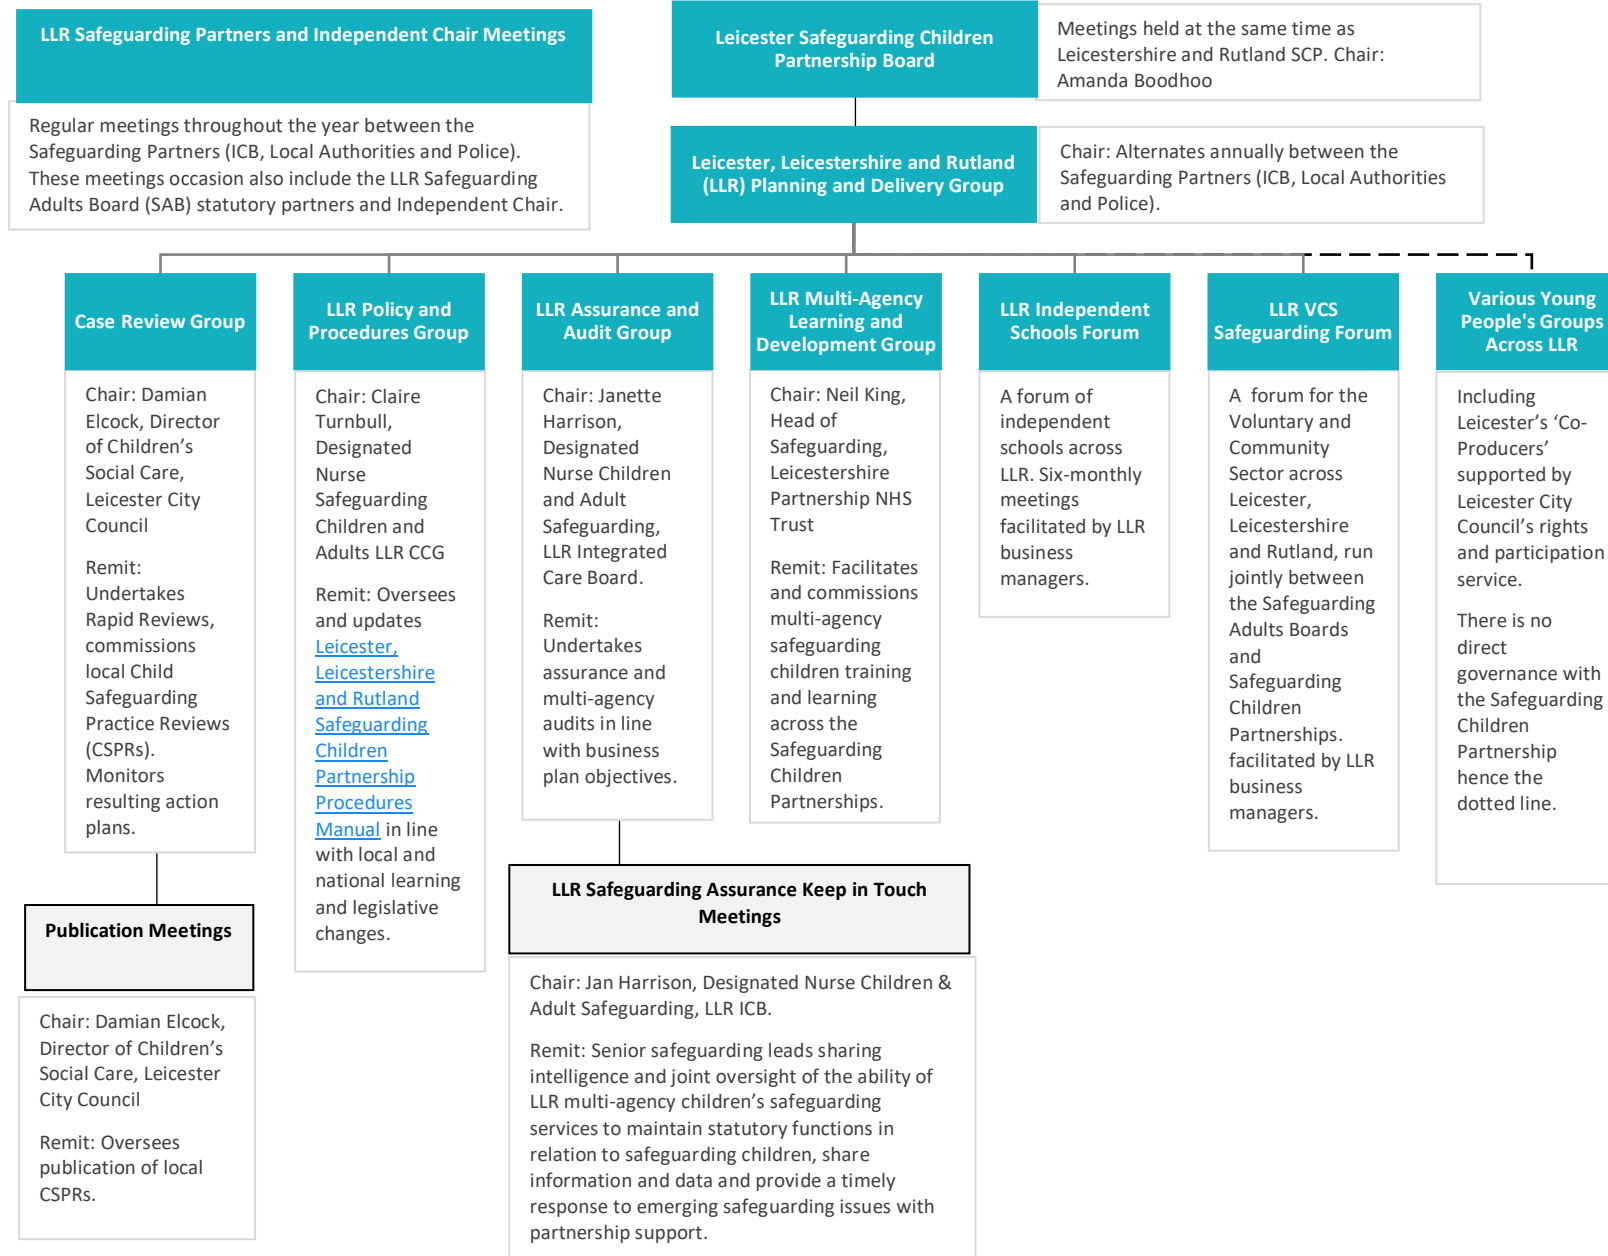 LLR Safeguarding Partners and Independent Chair Meetings
Regular meetings throughout the year between the
Safeguarding Partners (ICB, Local Authorities and Police).
These meetings occasion also include the LLR Safeguarding
Adults Board (SAB) statutory partners and Independent Chair.
Leicester Safeguarding Children
Partnership Board
Meetings held at the same time as
Leicestershire and Rutland SCP. Chair:
Amanda Boodhoo
Leicester, Leicestershire and Rutland
(LLR) Planning and Delivery Group
Chair: Alternates annually between the
Safeguarding Partners (ICB, Local Authorities
and Police).
Case Review Group
Chair: Damian
Elcock, Director
of Children’s
Social Care,
Leicester City
Council
Remit:
Undertakes
Rapid Reviews,
commissions
local Child
Safeguarding
Practice Reviews
(CSPRs).
Monitors
resulting action
plans.
Publication Meetings
Chair: Damian Elcock,
Director of Children’s
Social Care, Leicester
City Council
Remit: Oversees
publication of local
CSPRs.
LLR Policy and
Procedures Group
Chair: Claire
Turnbull,
Designated
Nurse
Safeguarding
Children and
Adults LLR CCG
Remit: Oversees
and updates
Leicester,
Leicestershire
and Rutland
Safeguarding
Children
Partnership
Procedures
Manual in line
with local and
national learning
and legislative
changes.
LLR Assurance and
Audit Group
Chair: Janette
Harrison,
Designated
Nurse Children
and Adult
Safeguarding,
LLR Integrated
Care Board.
Remit:
Undertakes
assurance and
multi-agency
audits in line
with business
plan objectives.
LLR Safeguarding Assurance Keep in Touch
Meetings
Chair: Jan Harrison, Designated Nurse Children &
Adult Safeguarding, LLR ICB.
Remit: Senior safeguarding leads sharing
intelligence and joint oversight of the ability of
LLR multi-agency children’s safeguarding
services to maintain statutory functions in
relation to safeguarding children, share
information and data and provide a timely
response to emerging safeguarding issues with
partnership support.
LLR Multi-Agency
Learning and
Development Group
Chair: Neil King,
Head of
Safeguarding,
Leicestershire
Partnership NHS
Trust
Remit: Facilitates
and commissions
multi-agency
safeguarding
children training
and learning
across the
Safeguarding
Children
Partnerships.
LLR Independent
Schools Forum
A forum of
independent
schools across
LLR. Six-monthly
meetings
facilitated by LLR
business
managers.
LLR VCS
Safeguarding Forum
A  forum for the
Voluntary and
Community
Sector across
Leicester,
Leicestershire
and Rutland, run
jointly between
the Safeguarding
Adults Boards
and
Safeguarding
Children
Partnerships.
facilitated by LLR
business
managers.
Various Young
People's Groups
Across LLR
Including
Leicester’s ‘Co-
Producers’
supported by
Leicester City
Council’s rights
and participation
service.
There is no
direct
governance with
the Safeguarding
Children
Partnership
hence the
dotted line.